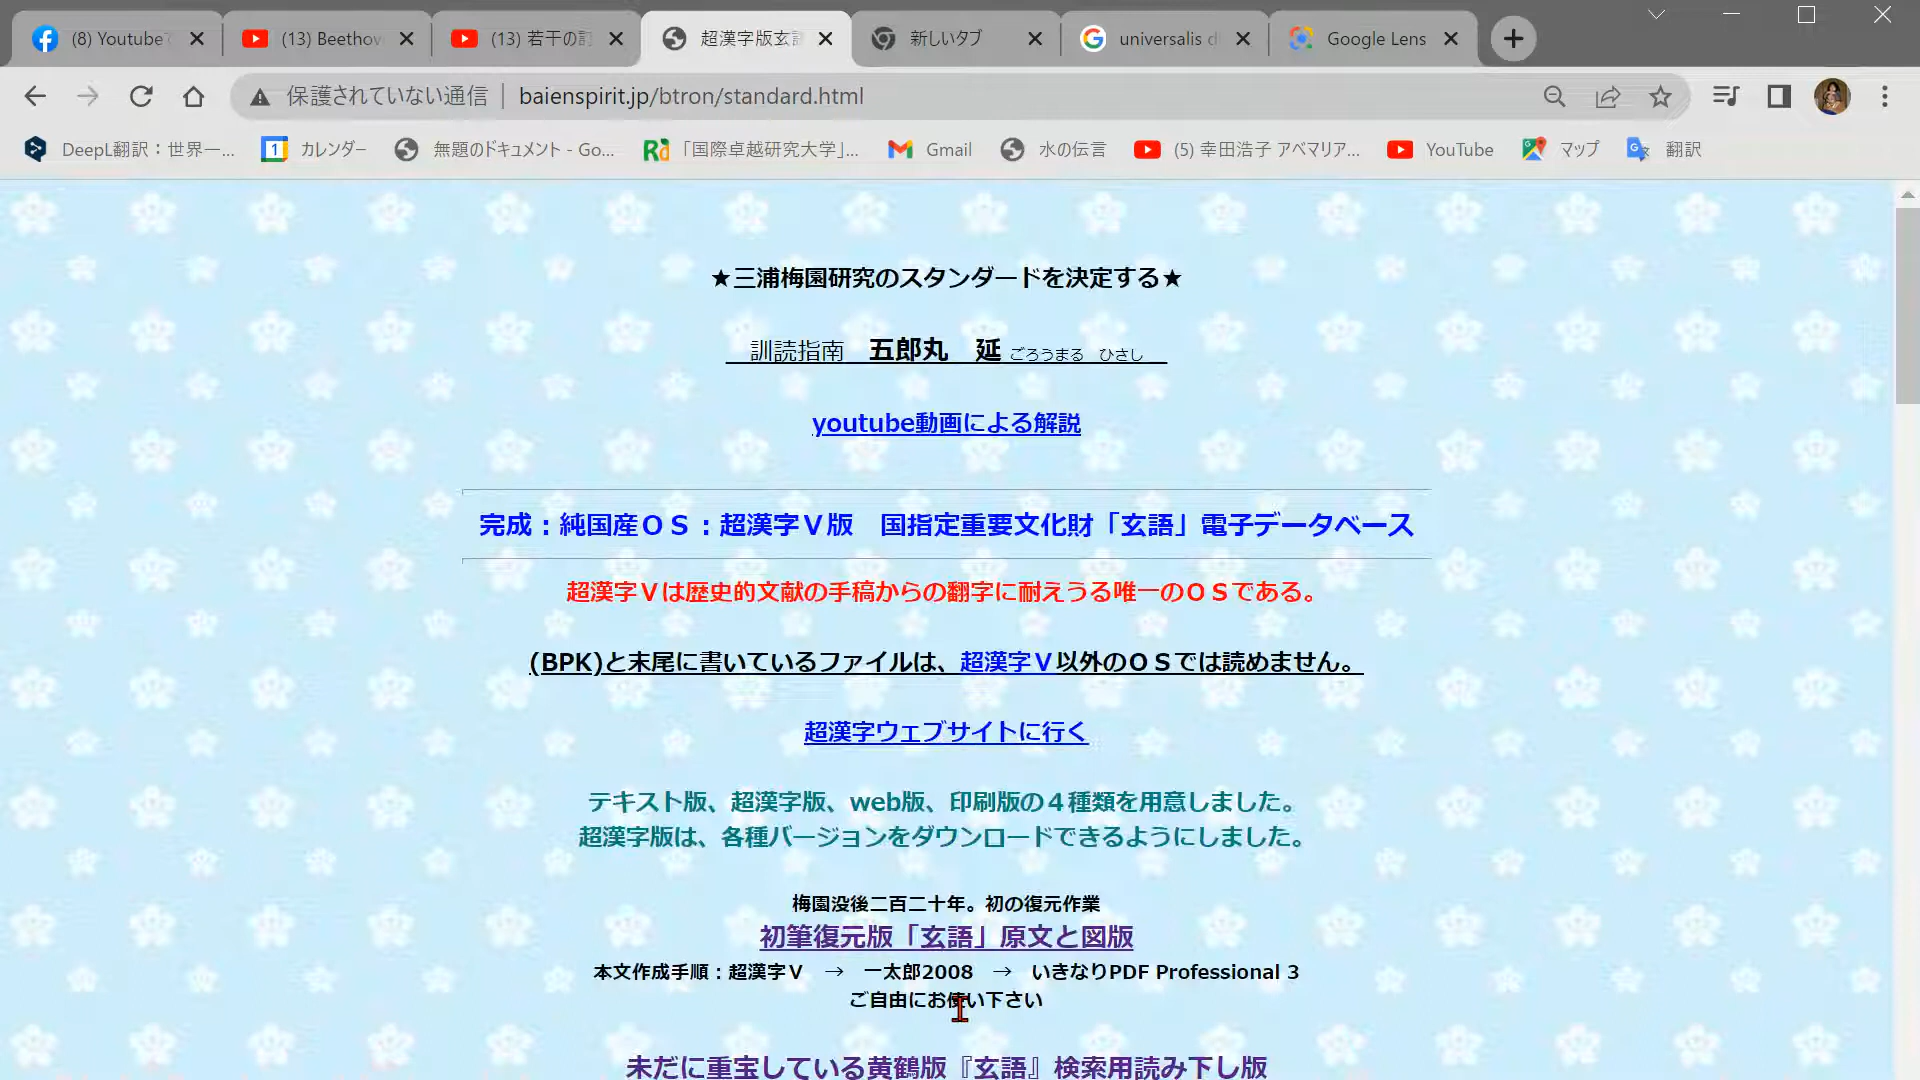 (8) Youtubeで
(13) Beethov
(13) 若干の訂
超漢字版玄語
新しいタブ
universalis d
Google Lens
保護されていない通信
baienspirit.jp/btron/standard.html
DeepL翻訳：世界一...
カレンダー
無題のドキュメント - Go...
「国際卓越研究大学」...
Gmail
水の伝言
(5) 幸田浩子 アベマリア...
YouTube
マップ
翻訳
★三浦梅園研究のスタンダードを決定する★
訓読指南　五郎丸　延 ごろうまる　ひさし
youtube動画による解説
完成：純国産ＯＳ：超漢字Ｖ版　国指定重要文化財「玄語」電子データベース
超漢字Ｖは歴史的文献の手稿からの翻字に耐えうる唯一のＯＳである。
(BPK)と末尾に書いているファイルは、超漢字Ｖ以外のＯＳでは読めません。
超漢字ウェブサイトに行く
テキスト版、超漢字版、web版、印刷版の４種類を用意しました。
超漢字版は、各種バージョンをダウンロードできるようにしました。
梅園没後二百二十年。初の復元作業
初筆復元版「玄語」原文と図版
本文作成手順：超漢字Ｖ　→　一太郎2008　→　いきなりPDF Professional 3
ご自由にお使い下さい
未だに重宝している黄鶴版『玄語』検索用読み下し版